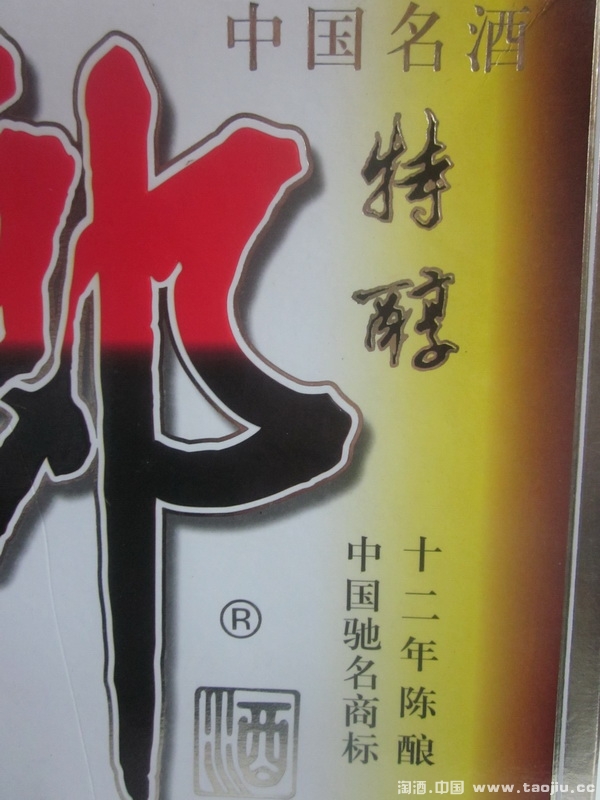 中国名酒
特醇
十二年陈酿
中国驰名商标
®
酒
淘酒.中国 www.taojiu.cc